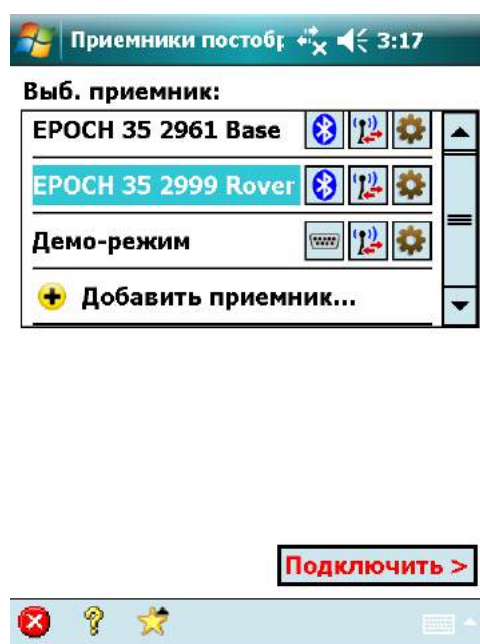 Приемники постобр 3:17
Выб. приемник:
EPOCH 35 2961 Base
EPOCH 35 2999 Rover
Демо-режим
Добавить приемник...
Подключить >